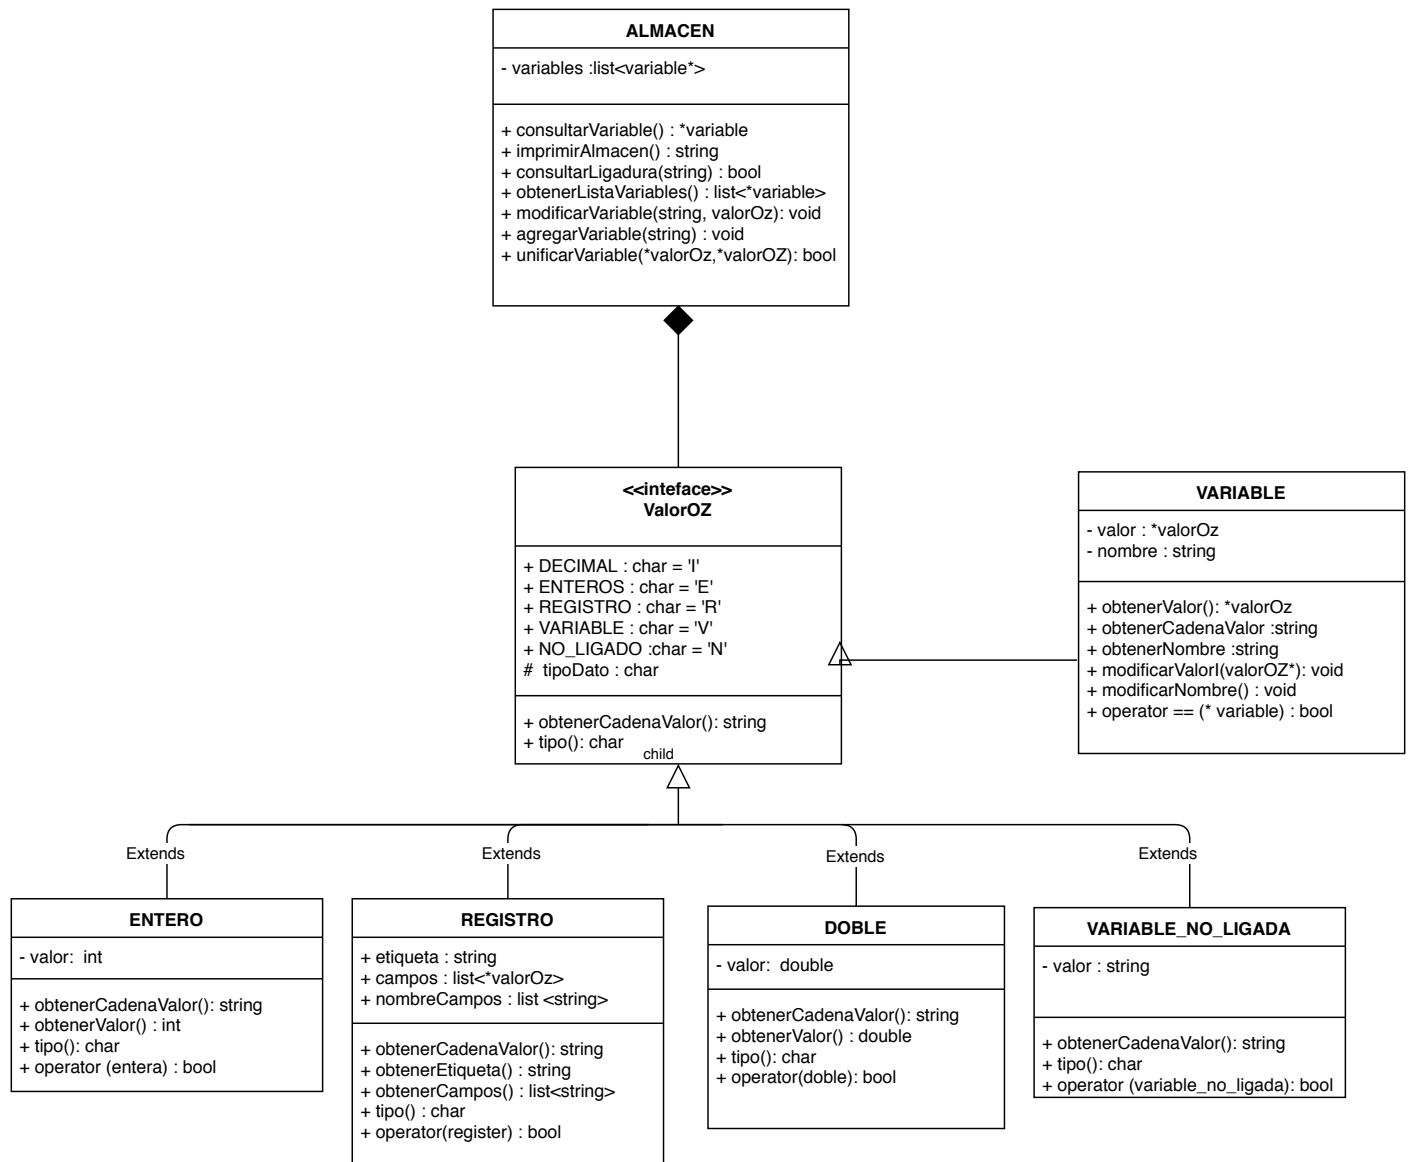 ALMACEN
- variables :list<variable*>
+ consultarVariable() : *variable
+ imprimirAlmacen() : string
+ consultarLigadura(string) : bool
+ obtenerListaVariables() : list<*variable>
+ modificarVariable(string, valorOz): void
+ agregarVariable(string) : void
+ unificarVariable(*valorOz,*valorOZ): bool
<<inteface>>
ValorOZ
+ DECIMAL : char = 'I'
+ ENTEROS : char = 'E'
+ REGISTRO : char = 'R'
+ VARIABLE : char = 'V'
+ NO_LIGADO :char = 'N'
# tipoDato : char
+ obtenerCadenaValor(): string
+ tipo(): char
child
VARIABLE
- valor : *valorOz
- nombre : string
+ obtenerValor(): *valorOz
+ obtenerCadenaValor :string
+ obtenerNombre :string
+ modificarValorI(valorOZ*): void
+ modificarNombre() : void
+ operator == (* variable) : bool
Extends
Extends
Extends
Extends
ENTERO
- valor: int
+ obtenerCadenaValor(): string
+ obtenerValor() : int
+ tipo(): char
+ operator (entera) : bool
REGISTRO
+ etiqueta : string
+ campos : list<*valorOz>
+ nombreCampos : list <string>
+ obtenerCadenaValor(): string
+ obtenerEtiqueta() : string
+ obtenerCampos() : list<string>
+ tipo() : char
+ operator(register) : bool
DOBLE
- valor: double
+ obtenerCadenaValor(): string
+ obtenerValor() : double
+ tipo(): char
+ operator(doble): bool
VARIABLE_NO_LIGADA
- valor : string
+ obtenerCadenaValor(): string
+ tipo(): char
+ operator (variable_no_ligada): bool